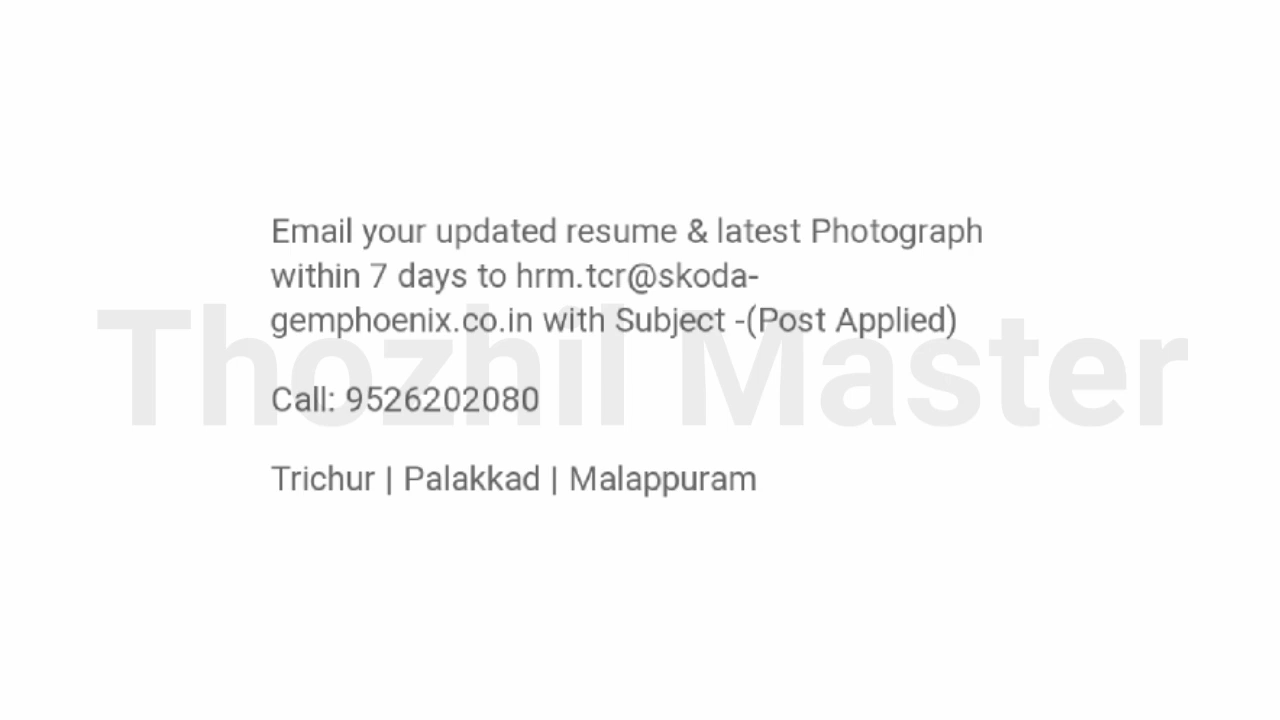 Email your updated resume & latest Photograph
within 7 days to hrm.tcr@skoda-
gemphoenix.co.in with Subject -(Post Applied)
Thozhil Master
Call: 9526202080
Trichur | Palakkad | Malappuram